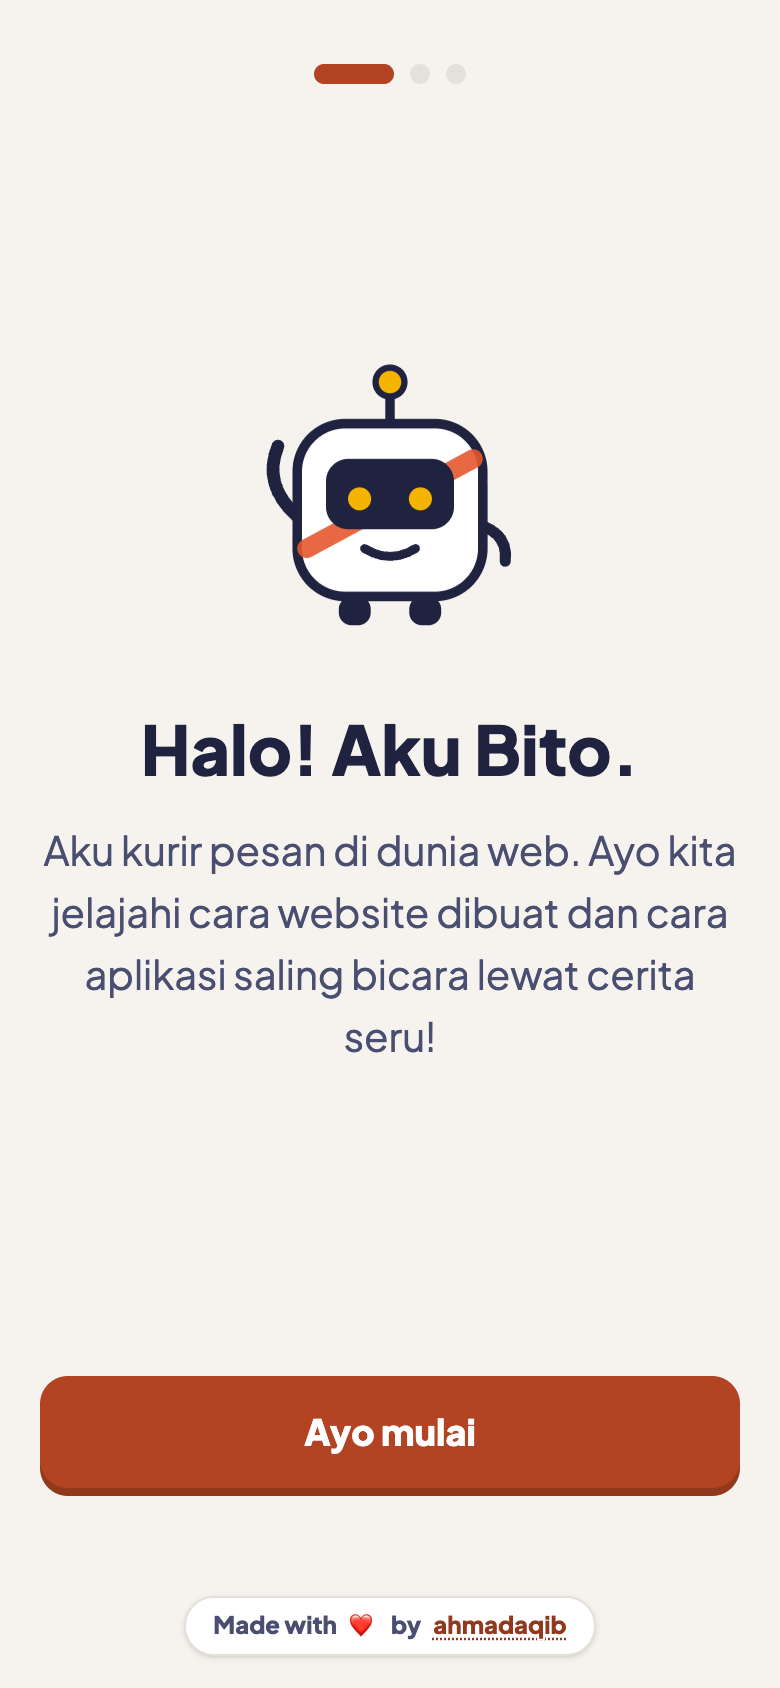 Halo! Aku Bito.
Aku kurir pesan di dunia web. Ayo kita
jelajahi cara website dibuat dan cara
aplikasi saling bicara lewat cerita
seru!
Ayo mulai
Made with ❤️ by ahmadaqib